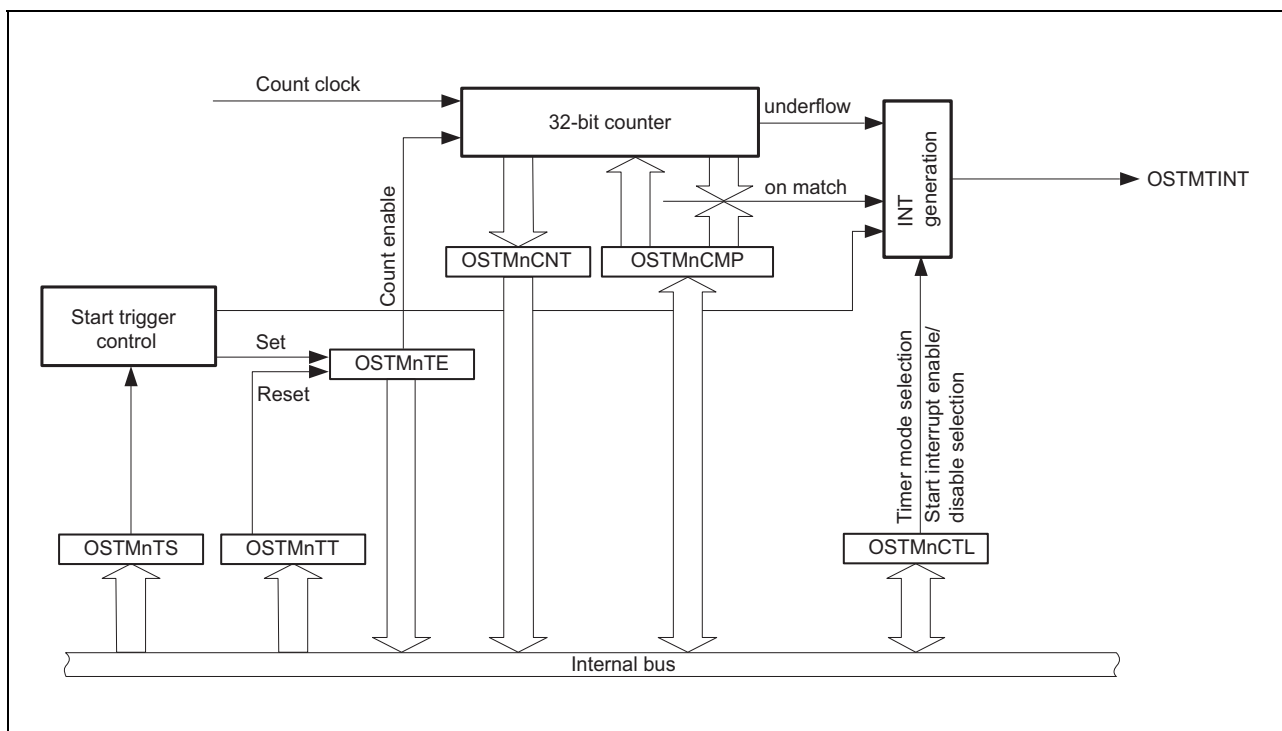 Count clock
32-bit counter
underflow
on match
INT
generation
OSTMTINT
Count enable
OSTMnCNT
OSTMnCMP
Start trigger
control
Set
Reset
OSTMnTE
Timer mode selection
Start interrupt enable/
disable selection
OSTMnTS
OSTMnTT
OSTMnCTL
Internal bus